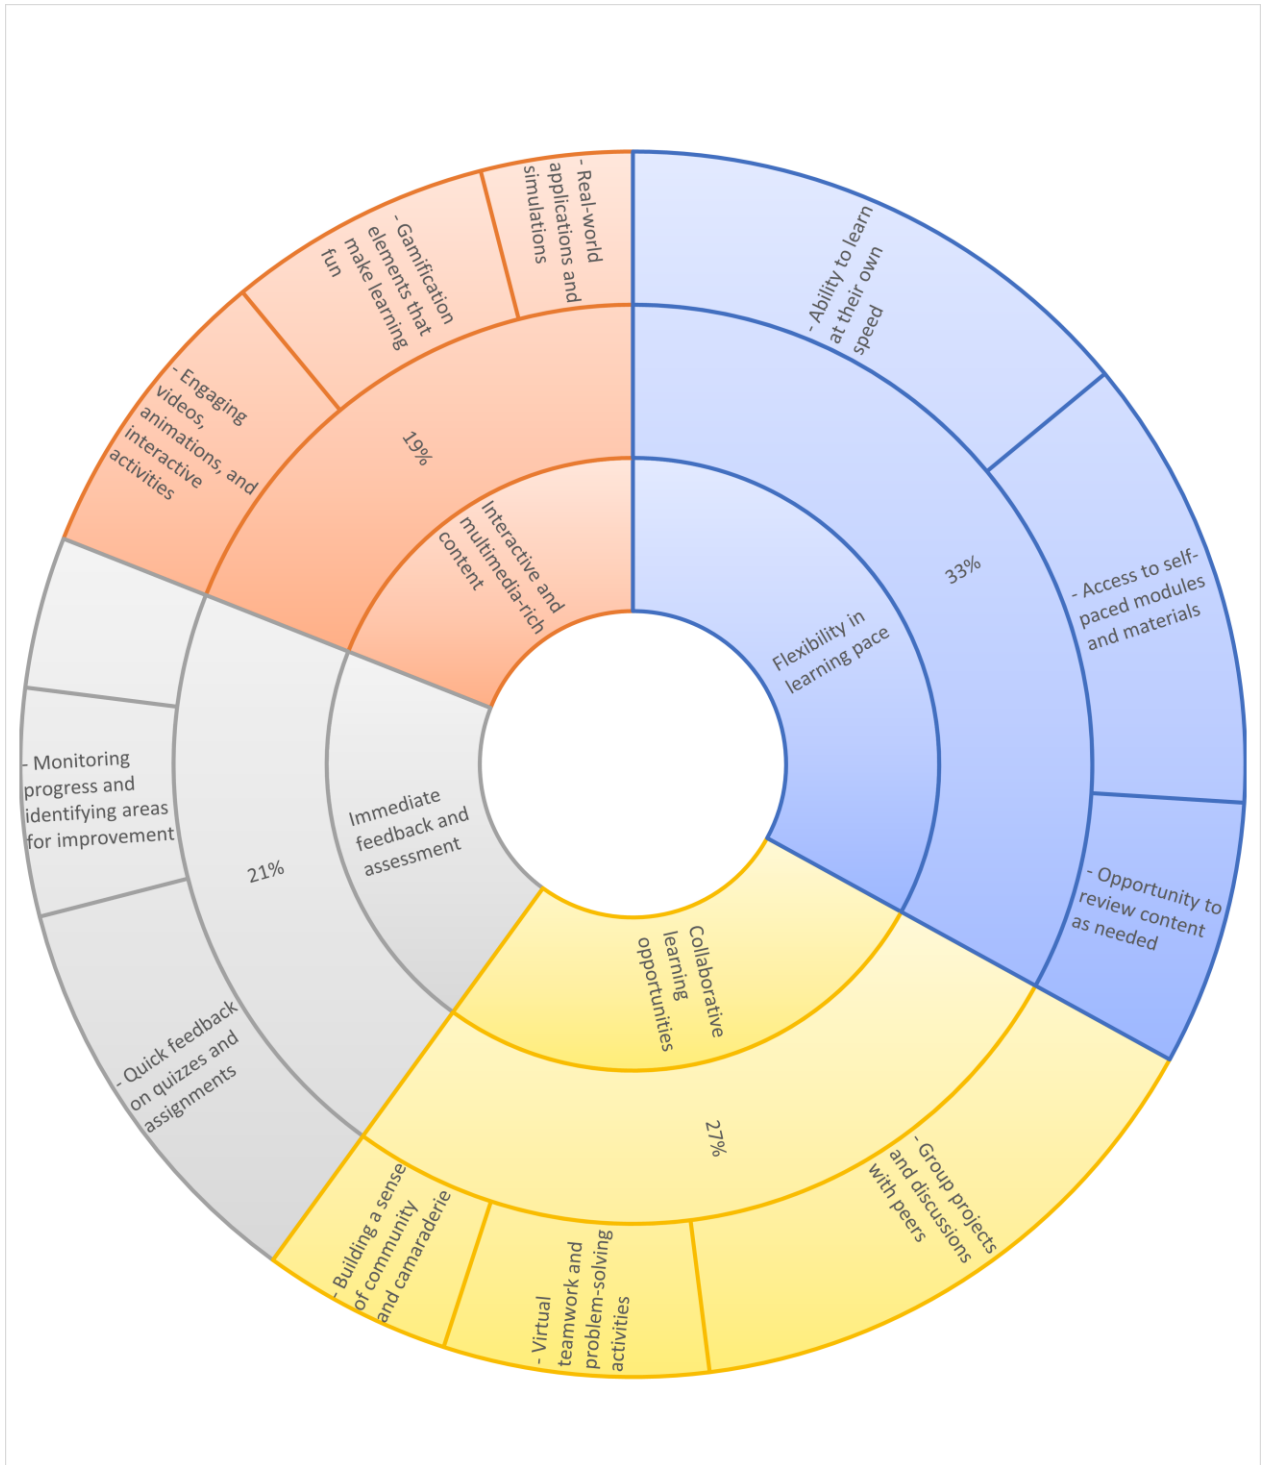 Flexibility in
learning pace
33%
- Ability to learn
at their own
speed
- Access to self-
paced modules
and materials
- Opportunity to
review content
as needed
Collaborative
learning
opportunities
27%
- Group projects
and discussions
with peers
- Virtual
teamwork and
problem-solving
activities
- Building a sense
of community
and camaraderie
Immediate
feedback and
assessment
21%
- Quick feedback
on quizzes and
assignments
- Monitoring
progress and
identifying areas
for improvement
Interactive and
multimedia-rich
content
19%
- Engaging
videos,
animations, and
interactive
activities
- Gamification
elements that
make learning
fun
- Real-world
applications and
simulations